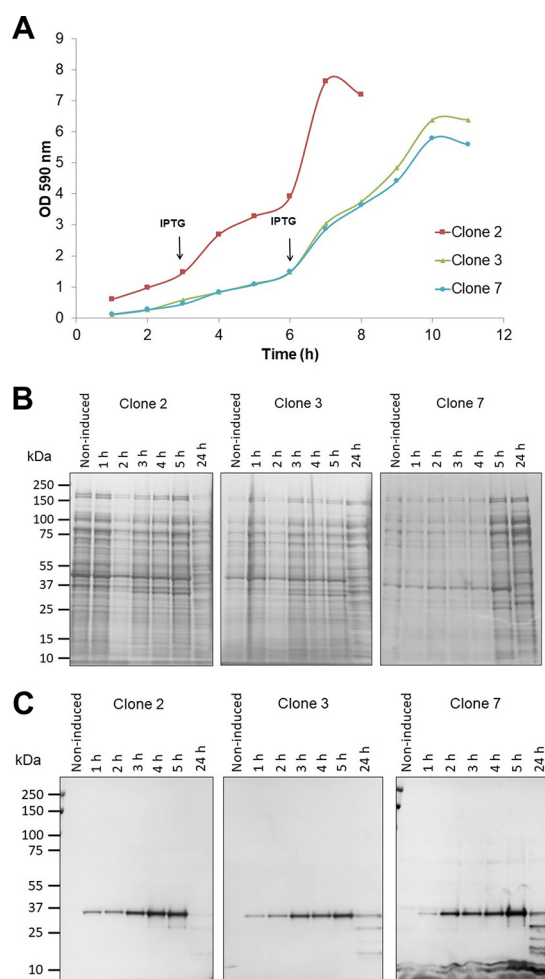 A
OD 590 nm
9
8
7
6
5
4
3
2
1
0
IPTG
IPTG
Clone 2
Clone 3
Clone 7
0 2 4 6 8 10 12
Time (h)
B
Clone 2 Clone 3 Clone 7
kDa
Non-induced 1 h 2 h 3 h 4 h 5 h 24 h
Non-induced 1 h 2 h 3 h 4 h 5 h 24 h
Non-induced 1 h 2 h 3 h 4 h 5 h 24 h
250
150
100
75
55
37
25
15
10
C
Clone 2 Clone 3 Clone 7
kDa
Non-induced 1 h 2 h 3 h 4 h 5 h 24 h
Non-induced 1 h 2 h 3 h 4 h 5 h 24 h
Non-induced 1 h 2 h 3 h 4 h 5 h 24 h
250
150
100
75
55
37
25
10